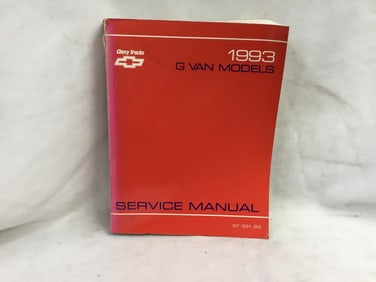 Chevy Trucks
1993
G VAN MODELS
SERVICE MANUAL
ST 331-93